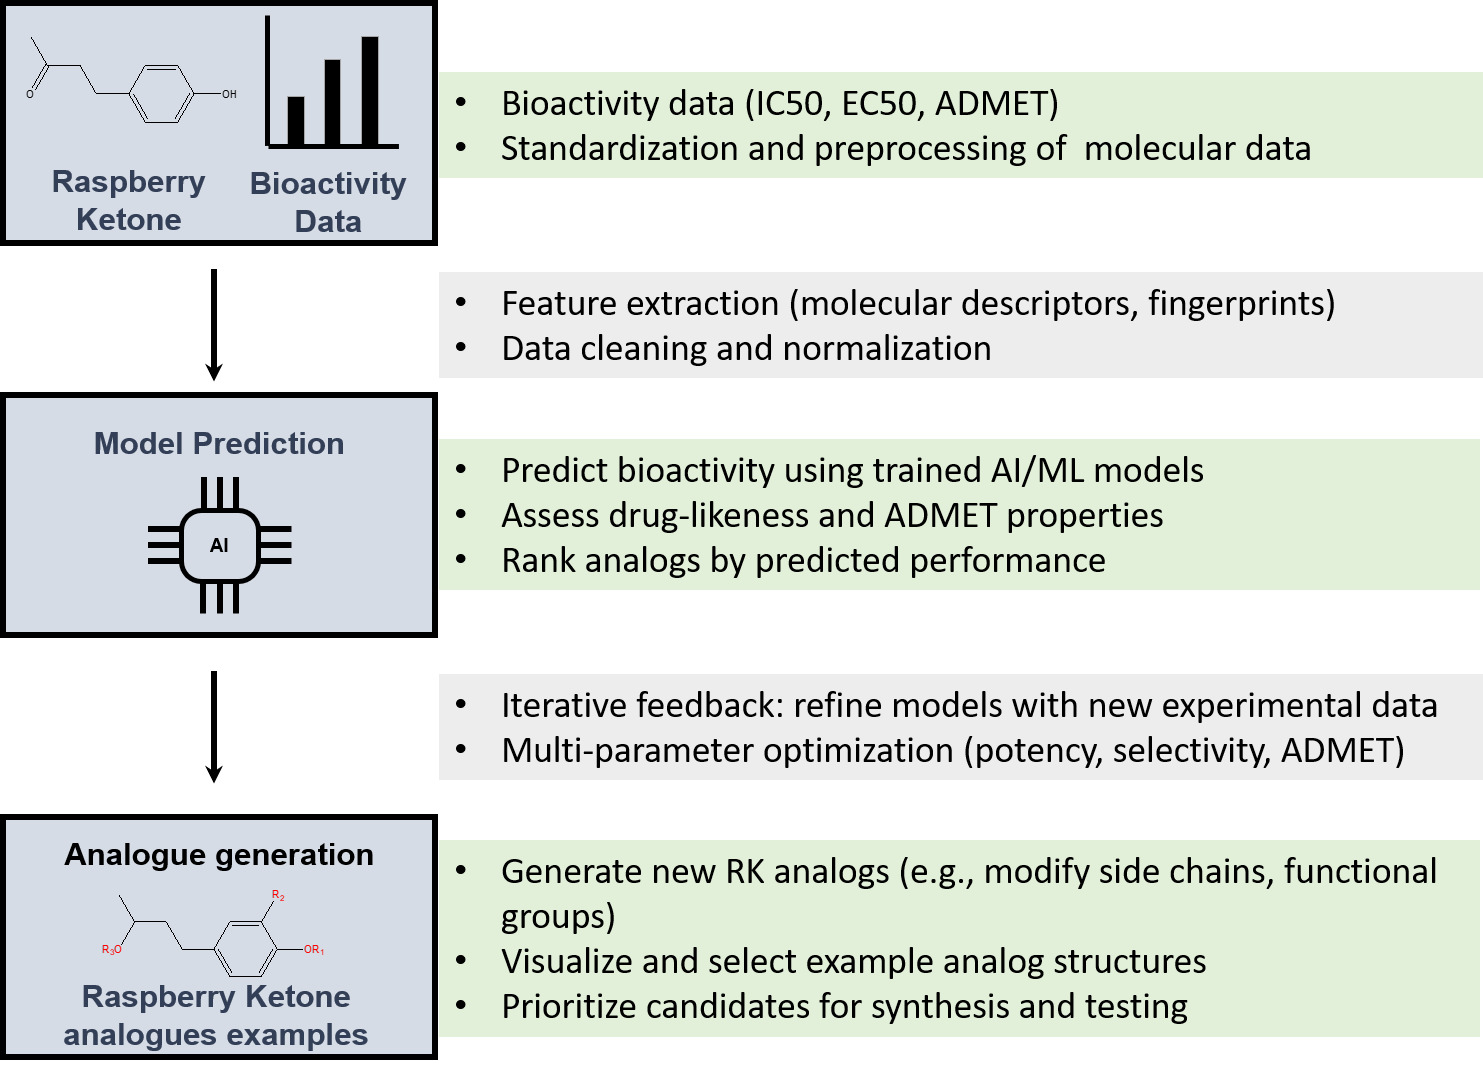 O
OH
Raspberry
Ketone
Bioactivity
Data
• Bioactivity data (IC50, EC50, ADMET)
• Standardization and preprocessing of  molecular data
• Feature extraction (molecular descriptors, fingerprints)
• Data cleaning and normalization
Model Prediction
AI
• Predict bioactivity using trained AI/ML models
• Assess drug-likeness and ADMET properties
• Rank analogs by predicted performance
• Iterative feedback: refine models with new experimental data
• Multi-parameter optimization (potency, selectivity, ADMET)
Analogue generation
R2
R3O
OR1
Raspberry Ketone
analogues examples
• Generate new RK analogs (e.g., modify side chains, functional
groups)
• Visualize and select example analog structures
• Prioritize candidates for synthesis and testing